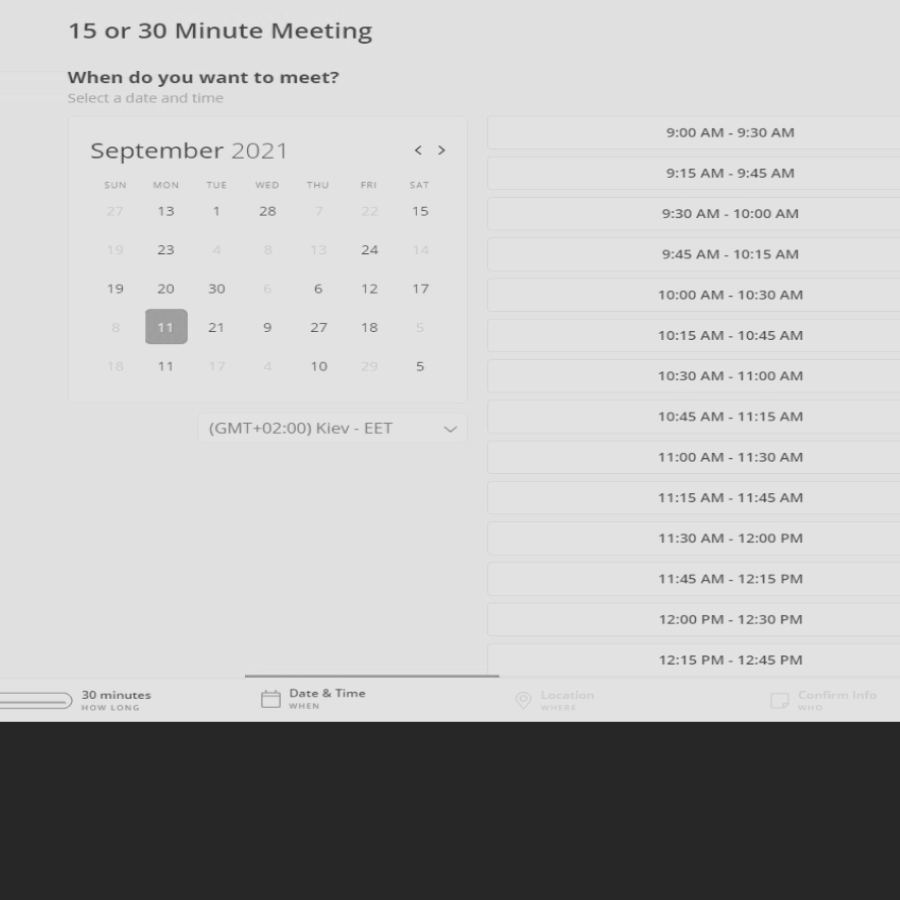 15 or 30 Minute Meeting
When do you want to meet?
Select a date and time
September 2021 < >
SUN MON TUE WED THU FRI SAT
27 13 1 28 7 22 15
19 23 4 8 13 24 14
19 20 30 6 6 12 17
8 11 21 9 27 18 5
18 11 17 4 10 29 5
(GMT+02:00) Kiev - EET
9:00 AM - 9:30 AM
9:15 AM - 9:45 AM
9:30 AM - 10:00 AM
9:45 AM - 10:15 AM
10:00 AM - 10:30 AM
10:15 AM - 10:45 AM
10:30 AM - 11:00 AM
10:45 AM - 11:15 AM
11:00 AM - 11:30 AM
11:15 AM - 11:45 AM
11:30 AM - 12:00 PM
11:45 AM - 12:15 PM
12:00 PM - 12:30 PM
12:15 PM - 12:45 PM
30 minutes
HOW LONG
Date & Time
WHEN
Location
WHERE
Confirm Info
WHO